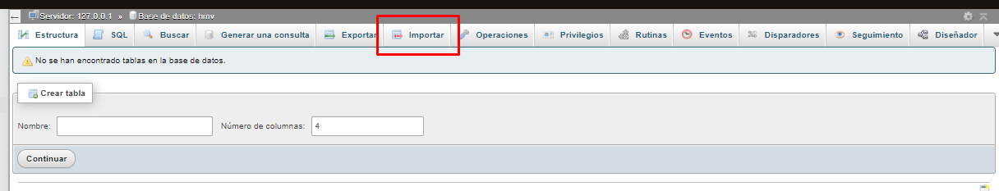 Servidor: 127.0.0.1 » Base de datos: hmv
Estructura SQL Buscar Generar una consulta Exportar Importar Operaciones Privilegios Rutinas Eventos Disparadores Seguimiento Diseñador
No se han encontrado tablas en la base de datos.
Crear tabla
Nombre: Número de columnas: 4
Continuar